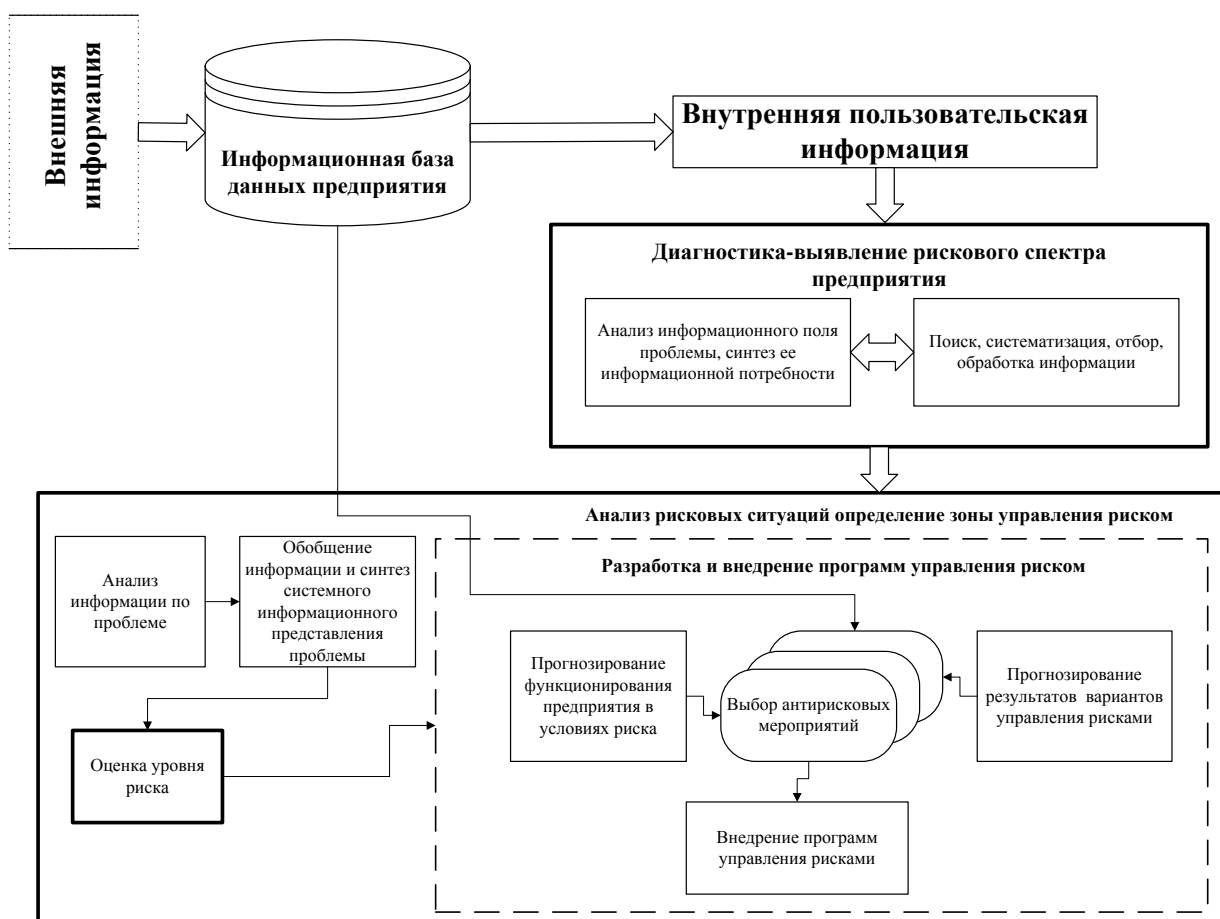 Внешняя
информация
Информационная база
данных предприятия
Внутренняя пользовательская
информация
Диагностика-выявление рискового спектра
предприятия
Анализ информационного поля
проблемы, синтез ее
информационной потребности
Поиск, систематизация, отбор,
обработка информации
Анализ рисковых ситуаций определение зоны управления риском
Анализ
информации по
проблеме
Обобщение
информации и синтез
системного
информационного
представления
проблемы
Оценка уровня
риска
Разработка и внедрение программ управления риском
Прогнозирование
функционирования
предприятия в
условиях риска
Выбор антирисковых
мероприятий
Прогнозирование
результатов вариантов
управления рисками
Внедрение программ
управления рисками